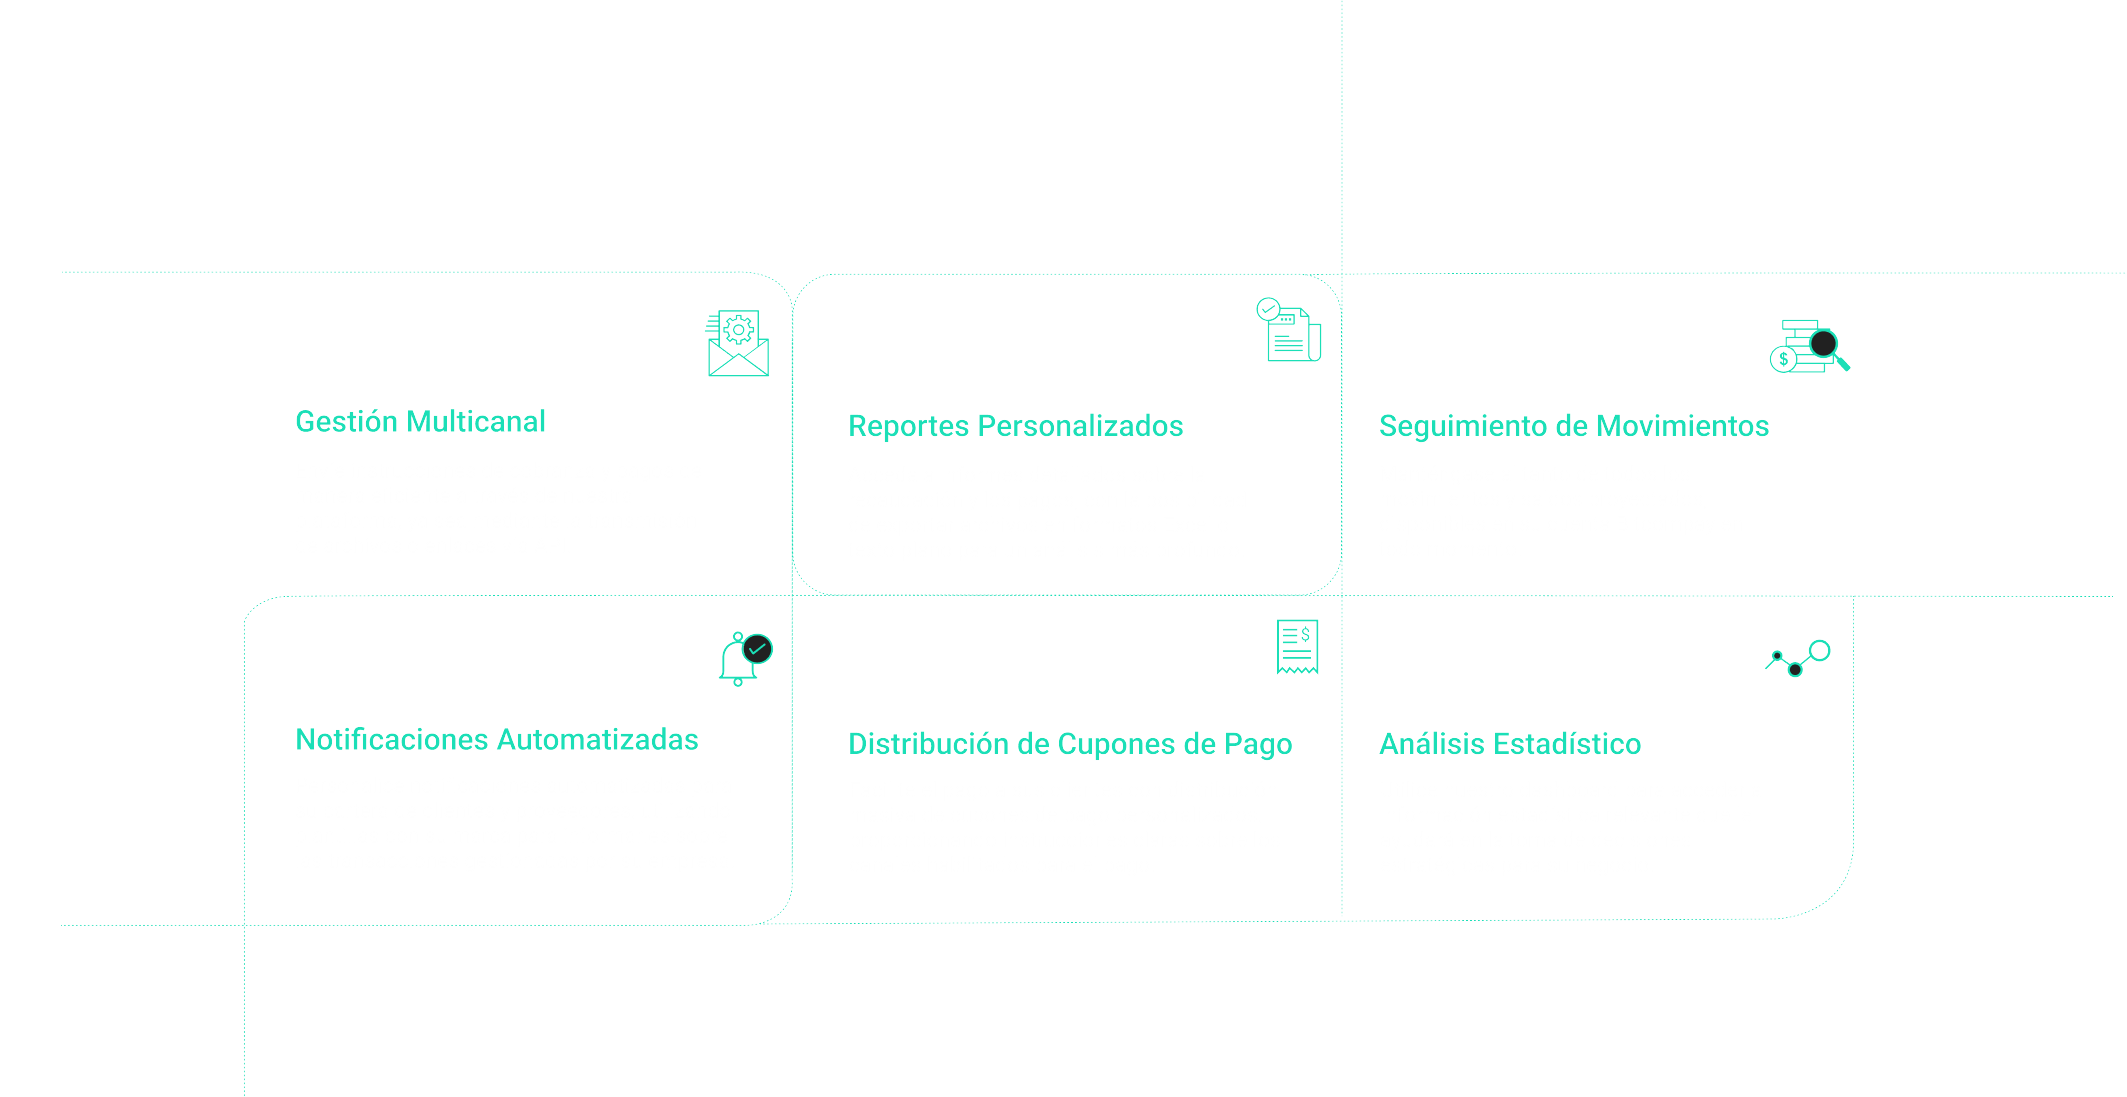 Gestión Multicanal
Reportes Personalizados
Seguimiento de Movimientos
$
Notificaciones Automatizadas
$
Distribución de Cupones de Pago
Análisis Estadístico